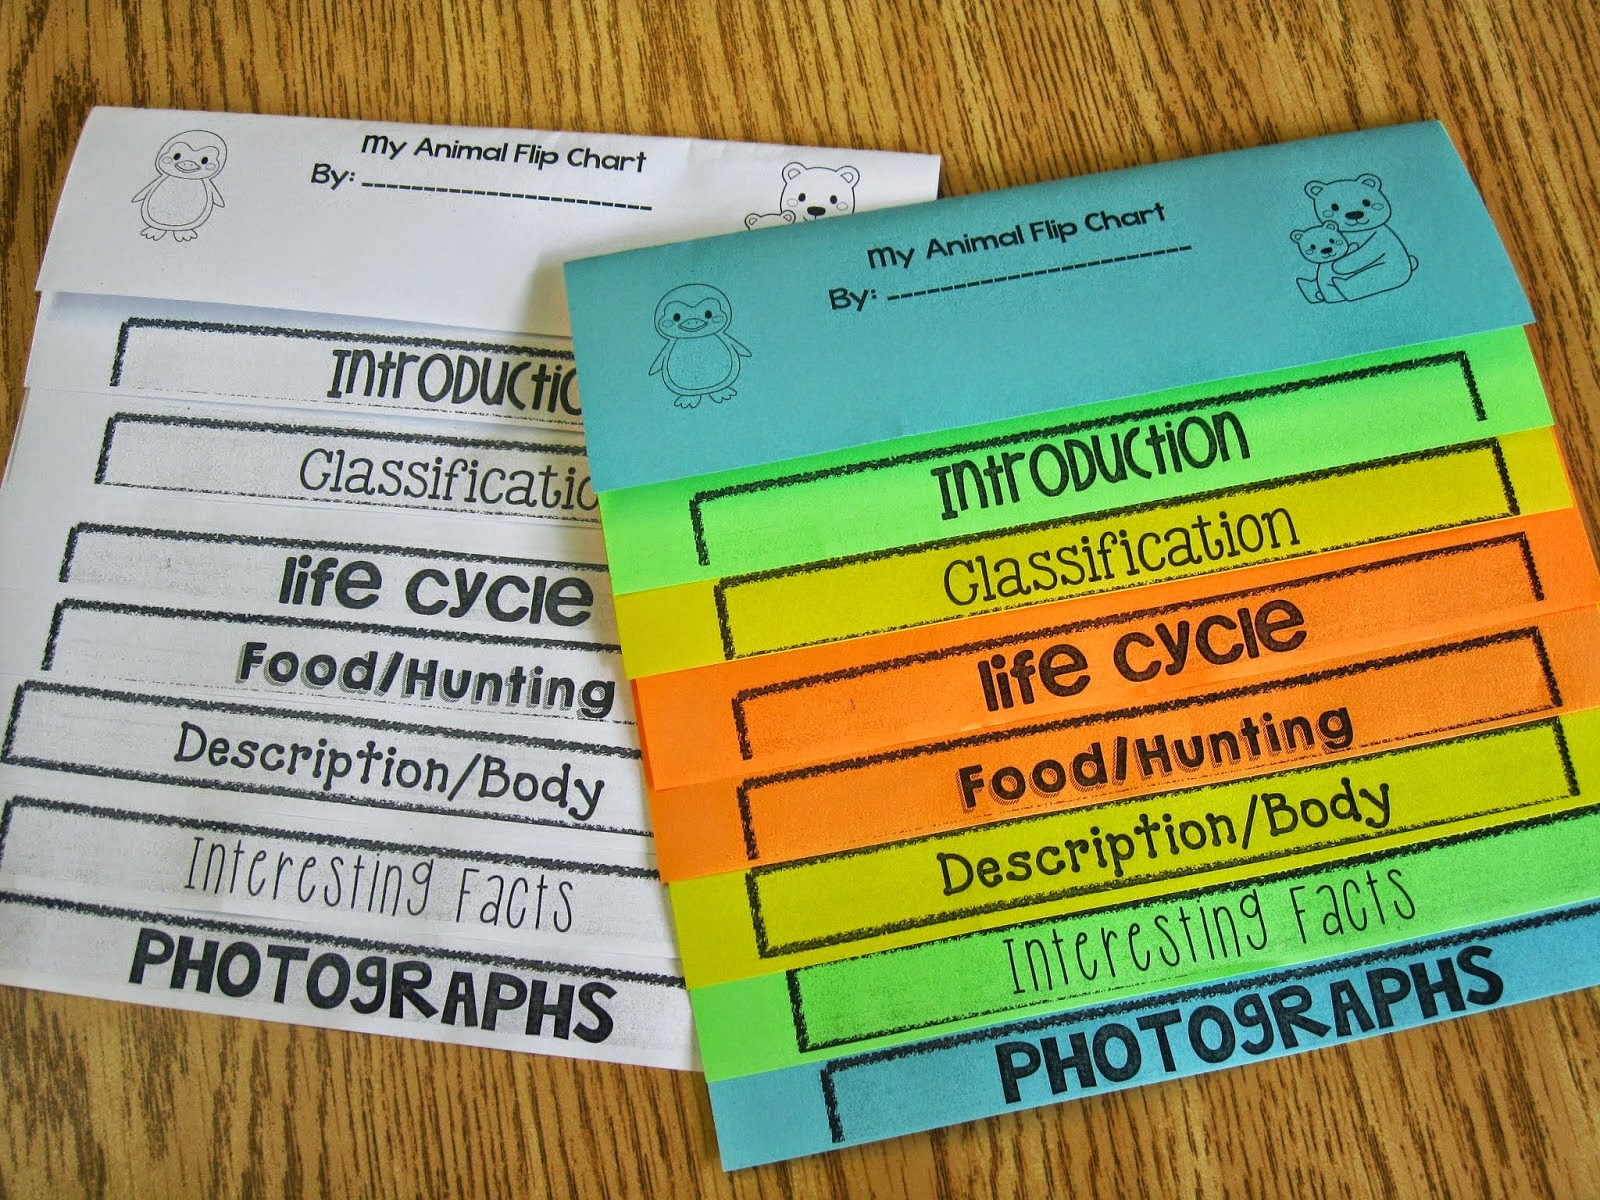 My Animal Flip Chart
By:
Introductio
Classificatio
life cycle
Food/Hunting
Description/Body
Interesting Facts
PHOTOgRAPHS
My Animal Flip Chart
By:
Introduction
Classification
life cycle
Food/Hunting
Description/Body
Interesting Facts
PHOTOgRAPHS